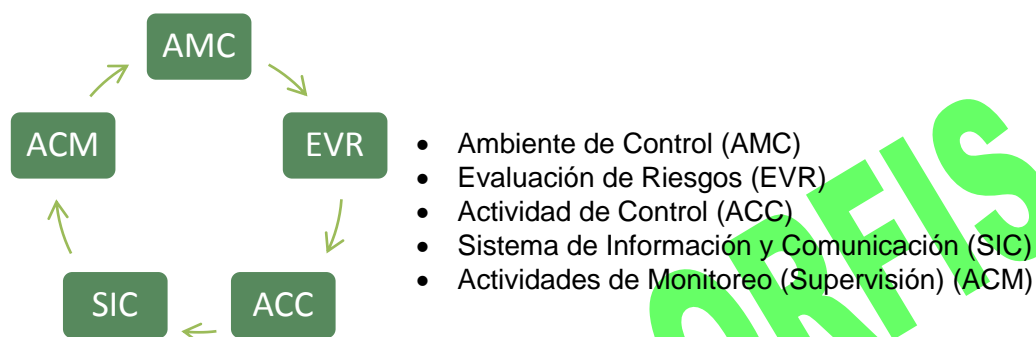 AMC
ACM
EVR
SIC
ACC
• Ambiente de Control (AMC)
• Evaluación de Riesgos (EVR)
• Actividad de Control (ACC)
• Sistema de Información y Comunicación (SIC)
• Actividades de Monitoreo (Supervisión) (ACM)
ORFIS